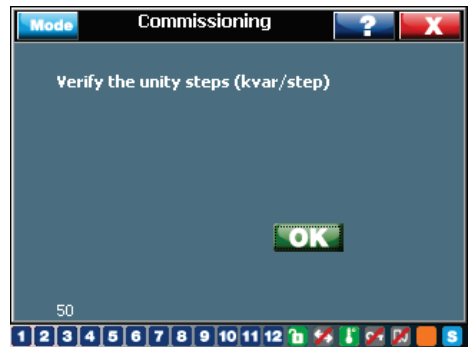 Mode Commissioning ? X
Verify the unity steps (kvar/step)
OK
50
1 2 3 4 5 6 7 8 9 10 11 12 S